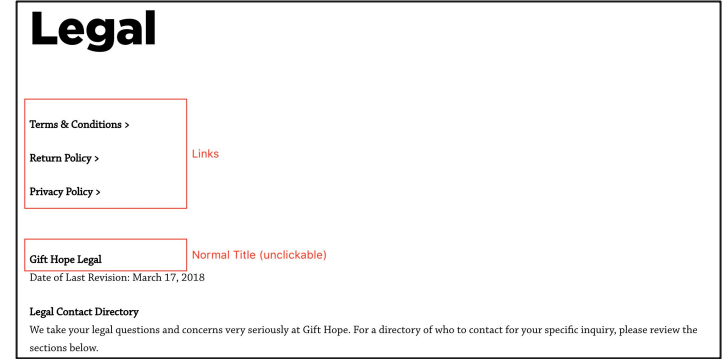 Legal
Terms & Conditions >
Return Policy >
Links
Privacy Policy >
Gift Hope Legal
Normal Title (unclickable)
Date of Last Revision: March 17, 2018
Legal Contact Directory
We take your legal questions and concerns very seriously at Gift Hope. For a directory of who to contact for your specific inquiry, please review the
sections below.